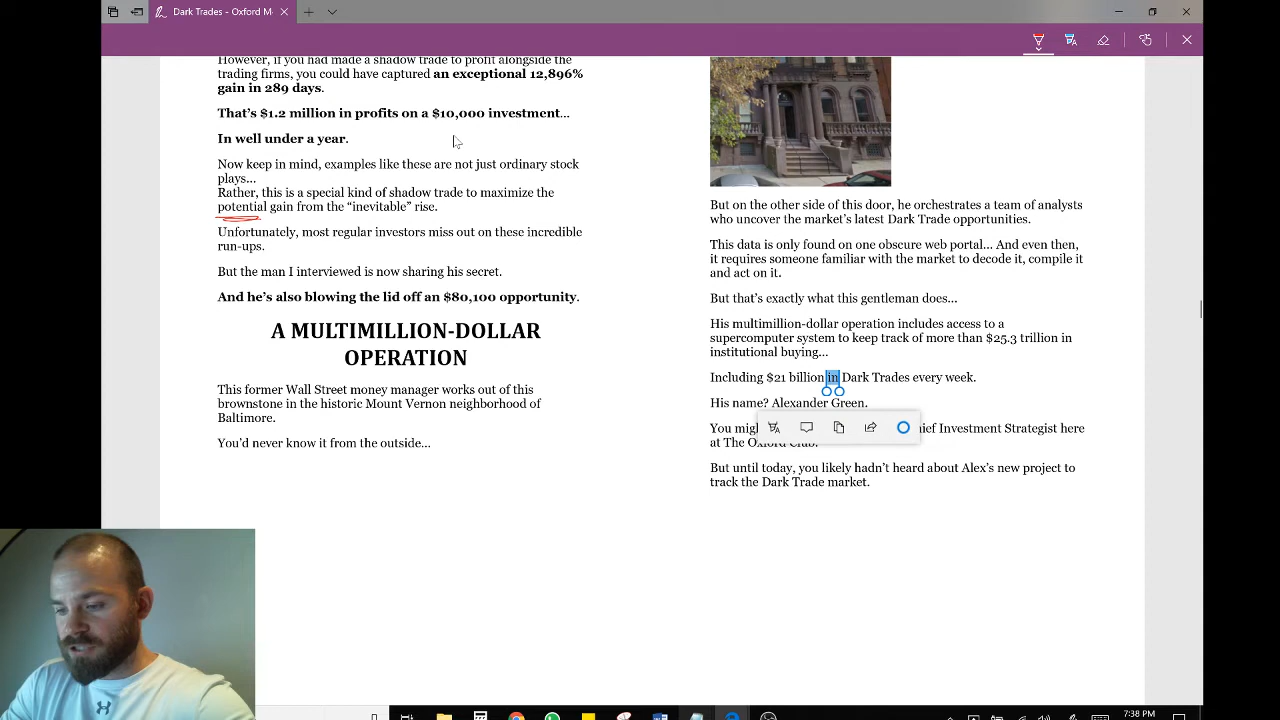 Dark Trades - Oxford M
However, if you had made a shadow trade to profit alongside the
trading firms, you could have captured an exceptional 12,896%
gain in 289 days.
That's $1.2 million in profits on a $10,000 investment…
In well under a year.
Now keep in mind, examples like these are not just ordinary stock
plays…
Rather, this is a special kind of shadow trade to maximize the
potential gain from the “inevitable” rise.
Unfortunately, most regular investors miss out on these incredible
run-ups.
But the man I interviewed is now sharing his secret.
And he's also blowing the lid off an $80,100 opportunity.
A MULTIMILLION-DOLLAR
OPERATION
This former Wall Street money manager works out of this
brownstone in the historic Mount Vernon neighborhood of
Baltimore.
You'd never know it from the outside…
But on the other side of this door, he orchestrates a team of analysts
who uncover the market's latest Dark Trade opportunities.
This data is only found on one obscure web portal… And even then,
it requires someone familiar with the market to decode it, compile it
and act on it.
But that's exactly what this gentleman does…
His multimillion-dollar operation includes access to a
supercomputer system to keep track of more than $25.3 trillion in
institutional buying…
Including $21 billion in Dark Trades every week.
His name? Alexander Green.
You Investment Strategist here
at The Oxford Club.
But until today, you likely hadn't heard about Alex's new project to
track the Dark Trade market.
7:38 PM